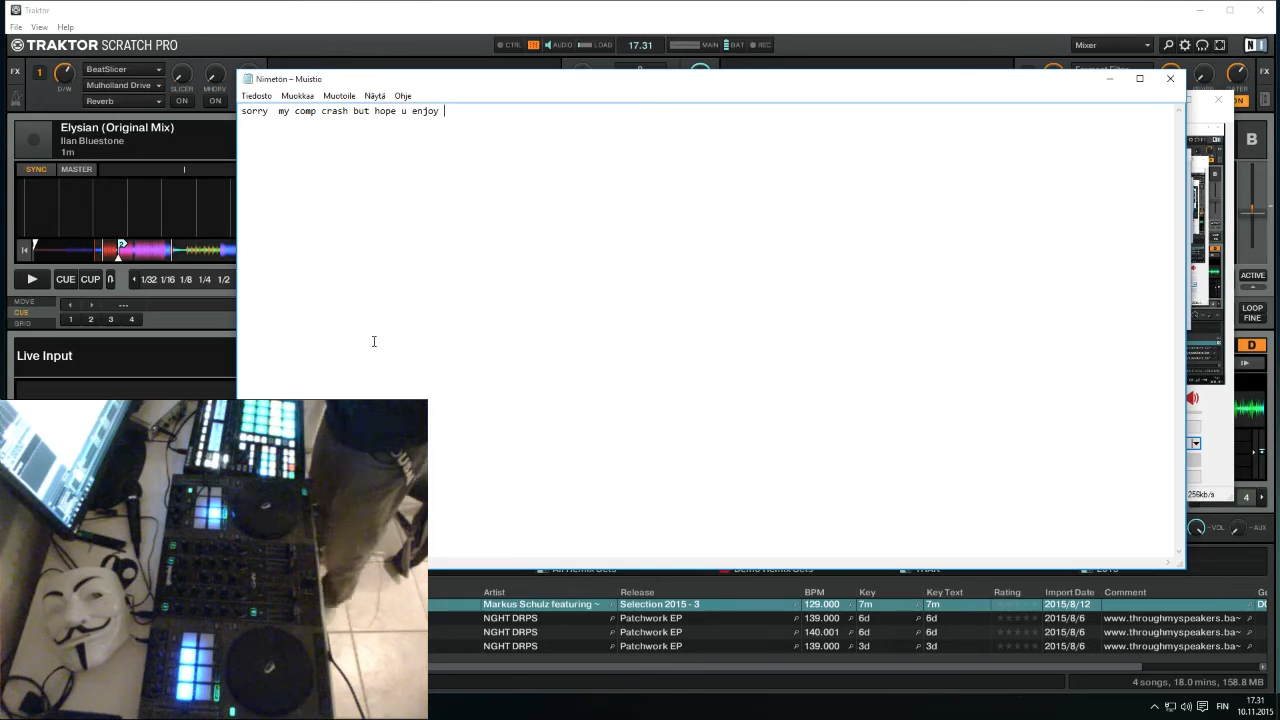 Traktor
File View Help
TRAKTOR SCRATCH PRO
CTRL AUDIO LOAD 17.31 MAIN BAT REC
Mixer
FX 1 D/W
BeatSlicer
Mulholland Drive
Reverb
SLICER
ON
ON
FX
ON
Nimetön – Muistio
Tiedosto Muokkaa Muotoile Näytä Ohje
sorry  my comp crash but hope u enjoy
Elysian (Original Mix)
Ilan Bluestone
1m
SYNC MASTER
2
CUE CUP 1/32 1/16 1/8 1/4 1/2
MOVE
CUE
GRID
1 2 3 4
Live Input
B
ACTIVE
LOOP
FINE
D
256kb/s
4
VOL AUX
Artist Release BPM Key Key Text Rating Import Date Comment
Markus Schulz featuring ~ Selection 2015 - 3 129.000 7m 7m 2015/8/12
NGHT DRPS Patchwork EP 139.000 6d 6d 2015/8/6 www.throughmyspeakers.ba~
NGHT DRPS Patchwork EP 140.001 6d 6d 2015/8/6 www.throughmyspeakers.ba~
NGHT DRPS Patchwork EP 139.000 3d 3d 2015/8/6 www.throughmyspeakers.ba~
4 songs, 18.0 mins, 158.8 MB
FIN
17.31
10.11.2015